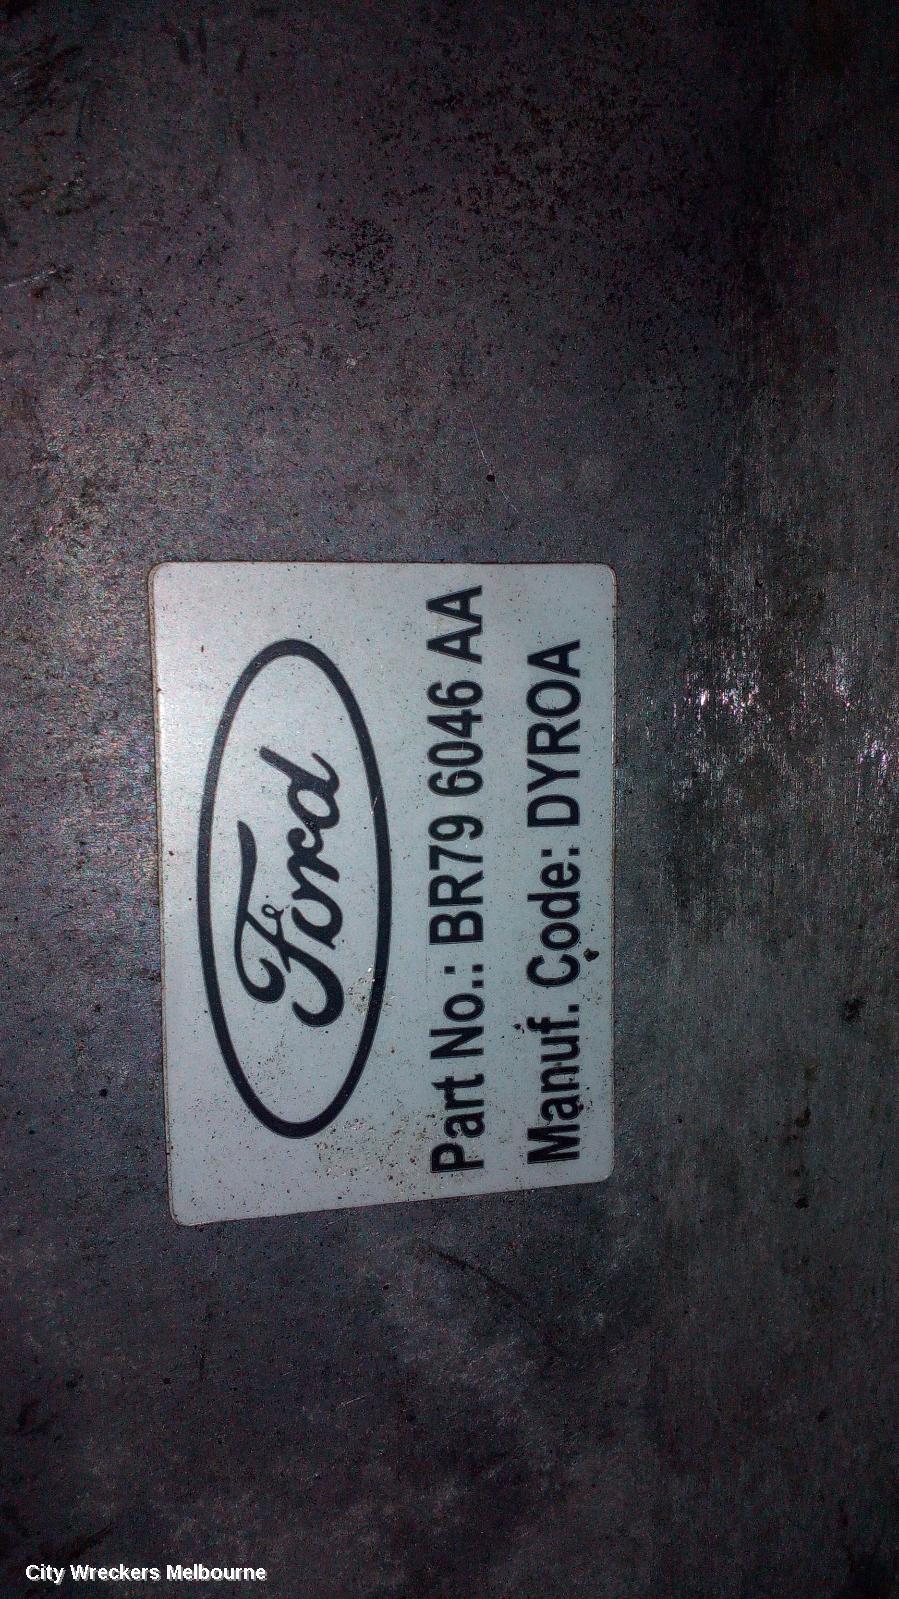 Ford
Part No.: BR79 6046 AA
Manuf. Code: DYROA
City Wreckers Melbourne